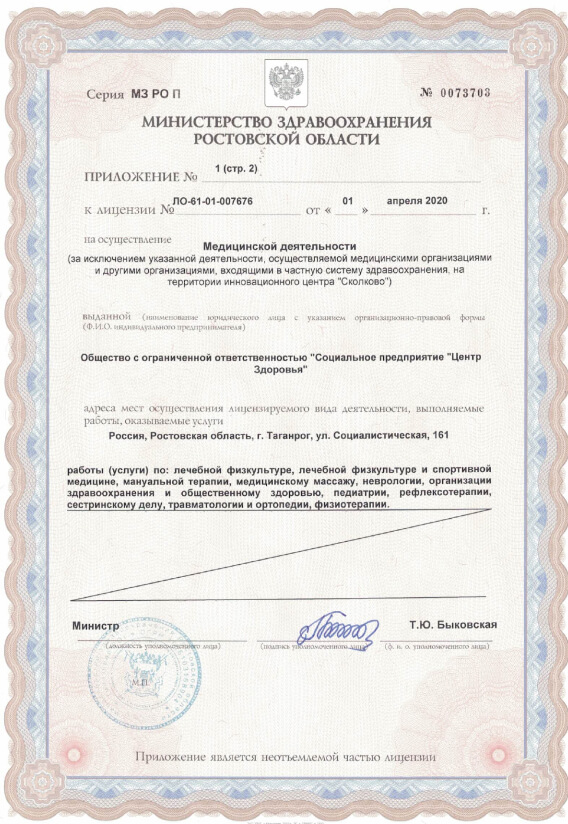 Серия МЗ РО П
№ 0073703
МИНИСТЕРСТВО ЗДРАВООХРАНЕНИЯ
РОСТОВСКОЙ ОБЛАСТИ
ПРИЛОЖЕНИЕ № 1 (стр. 2)
к лицензии № ЛО-61-01-007676 от « 01 » апреля 2020 г.
на осуществление Медицинской деятельности
(за исключением указанной деятельности, осуществляемой медицинскими организациями
и другими организациями, входящими в частную систему здравоохранения, на
территории инновационного центра "Сколково")
выданной (наименование юридического лица с указанием организационно-правовой формы
(Ф.И.О. индивидуального предпринимателя)
Общество с ограниченной ответственностью "Социальное предприятие "Центр
Здоровья"
адреса мест осуществления лицензируемого вида деятельности, выполняемые
работы, оказываемые услуги
Россия, Ростовская область, г. Таганрог, ул. Социалистическая, 161
работы (услуги) по: лечебной физкультуре, лечебной физкультуре и спортивной
медицине, мануальной терапии, медицинскому массажу, неврологии, организации
здравоохранения и общественному здоровью, педиатрии, рефлексотерапии,
сестринскому делу, травматологии и ортопедии, физиотерапии.
Министр Т.Ю. Быковская
(должность уполномоченного лица) (подпись уполномоченного лица) (ф. и. о. уполномоченного лица)
М.П.
Приложение является неотъемлемой частью лицензии